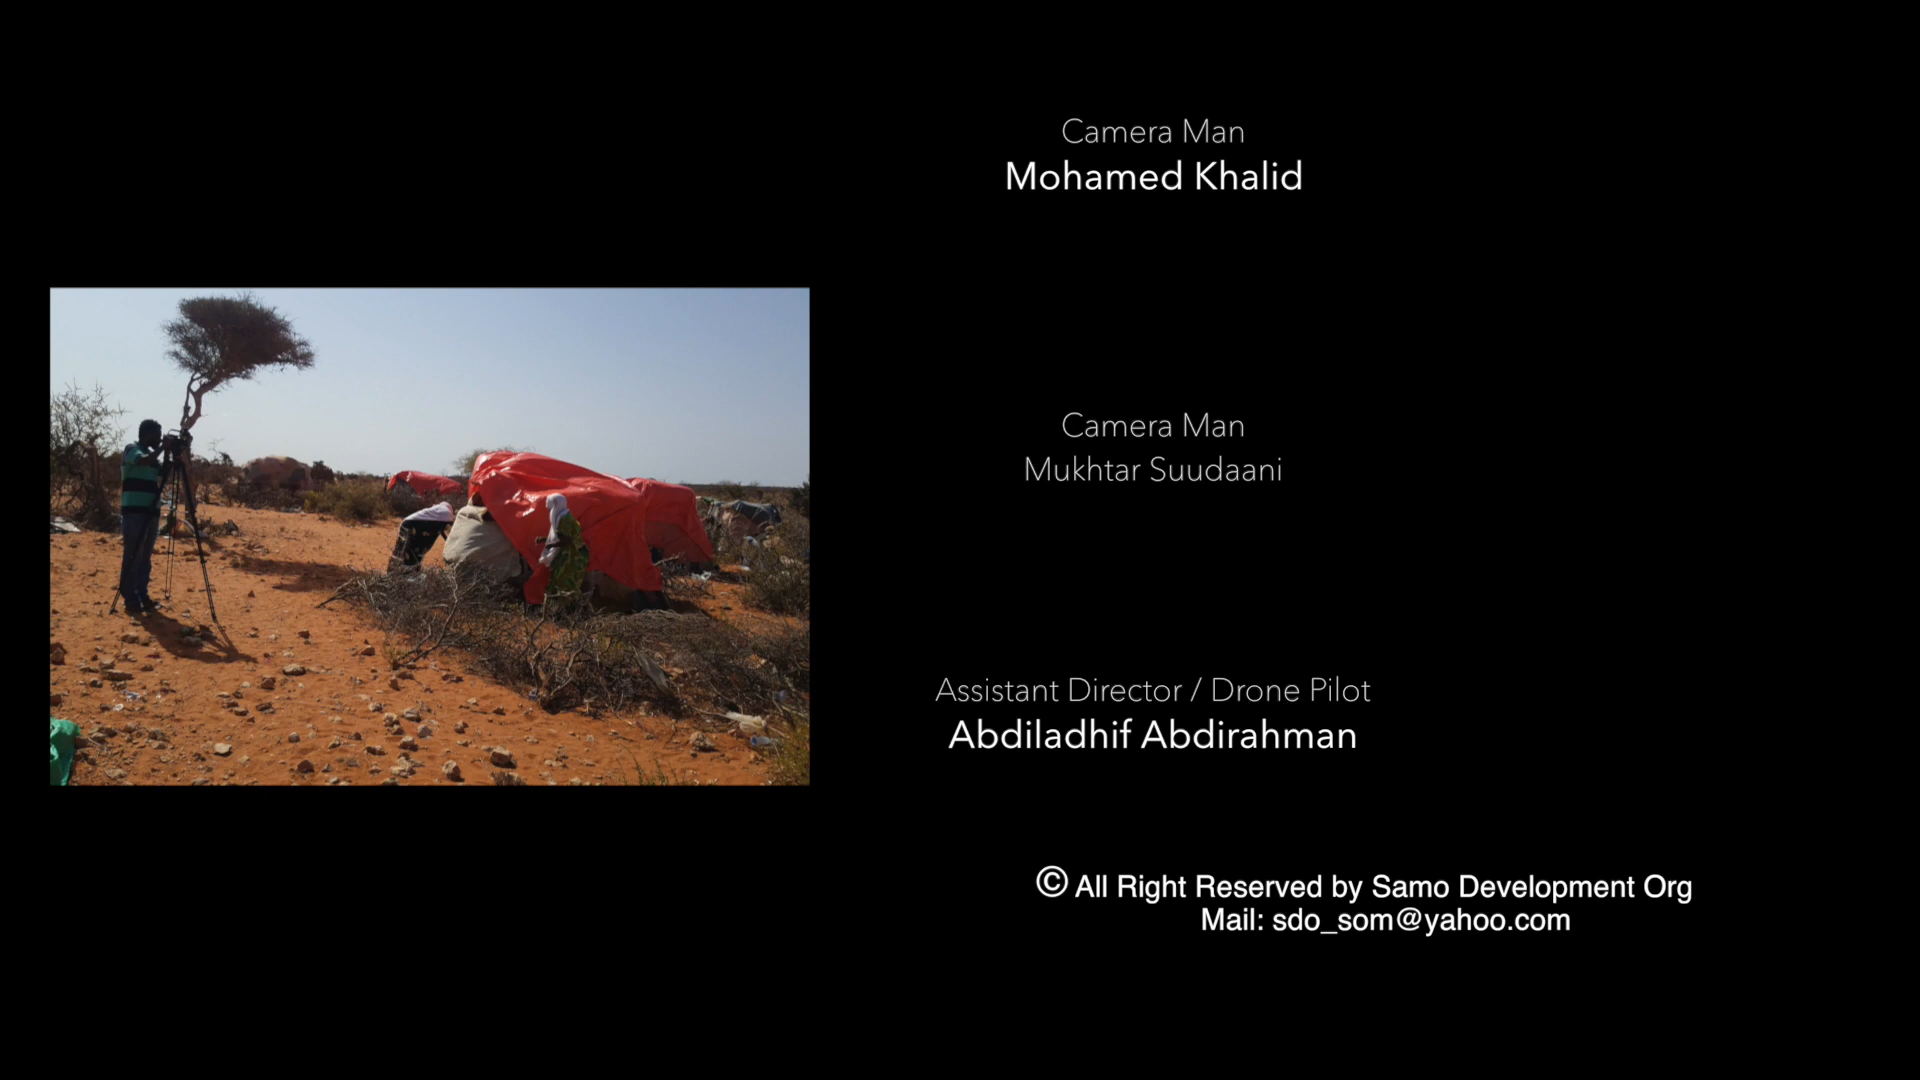 Camera Man
Mohamed Khalid
Camera Man
Mukhtar Suudaani
Assistant Director / Drone Pilot
Abdiladhif Abdirahman
© All Right Reserved by Samo Development Org
Mail: sdo_som@yahoo.com